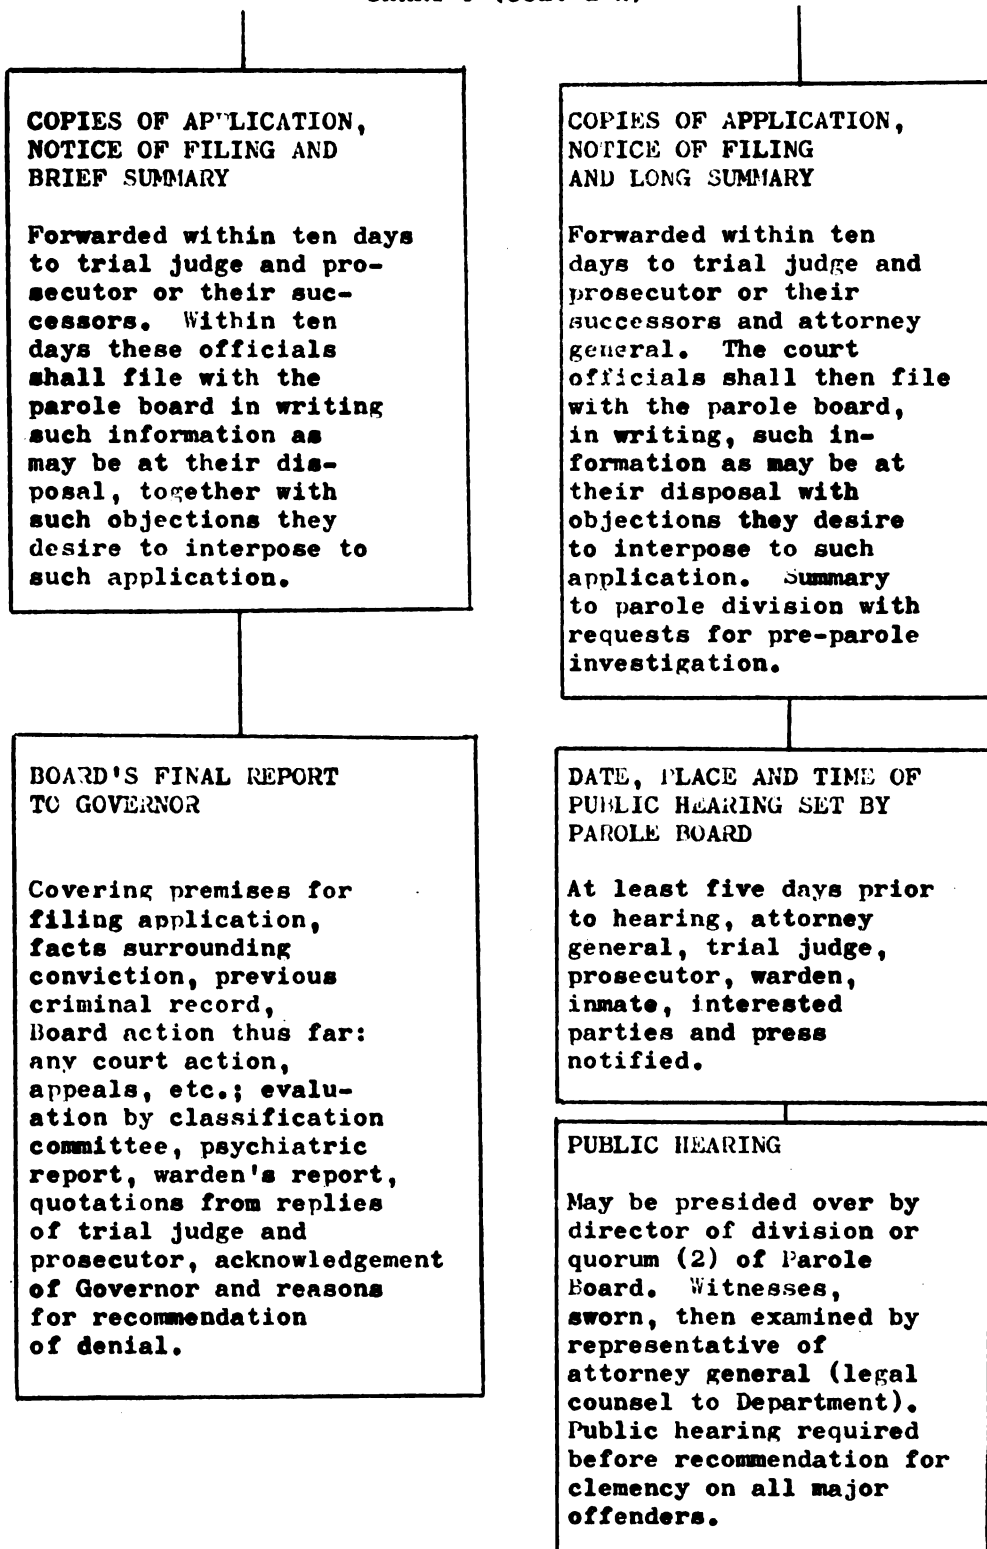 COPIES OF APPLICATION,
NOTICE OF FILING AND
BRIEF SUMMARY
Forwarded within ten days
to trial judge and pro-
secutor or their suc-
cessors. Within ten
days these officials
shall file with the
parole board in writing
such information as
may be at their dis-
posal, together with
such objections they
desire to interpose to
such application.
BOARD'S FINAL REPORT
TO GOVERNOR
Covering premises for
filing application,
facts surrounding
conviction, previous
criminal record,
Board action thus far:
any court action,
appeals, etc.; evalu-
ation by classification
committee, psychiatric
report, warden's report,
quotations from replies
of trial judge and
prosecutor, acknowledgement
of Governor and reasons
for recommendation
of denial.
COPIES OF APPLICATION,
NOTICE OF FILING
AND LONG SUMMARY
Forwarded within ten
days to trial judge and
prosecutor or their
successors and attorney
general. The court
officials shall then file
with the parole board,
in writing, such in-
formation as may be at
their disposal with
objections they desire
to interpose to such
application. Summary
to parole division with
requests for pre-parole
investigation.
DATE, PLACE AND TIME OF
PUBLIC HEARING SET BY
PAROLE BOARD
At least five days prior
to hearing, attorney
general, trial judge,
prosecutor, warden,
inmate, interested
parties and press
notified.
PUBLIC HEARING
May be presided over by
director of division or
quorum (2) of Parole
Board. Witnesses,
sworn, then examined by
representative of
attorney general (legal
counsel to Department).
Public hearing required
before recommendation for
clemency on all major
offenders.